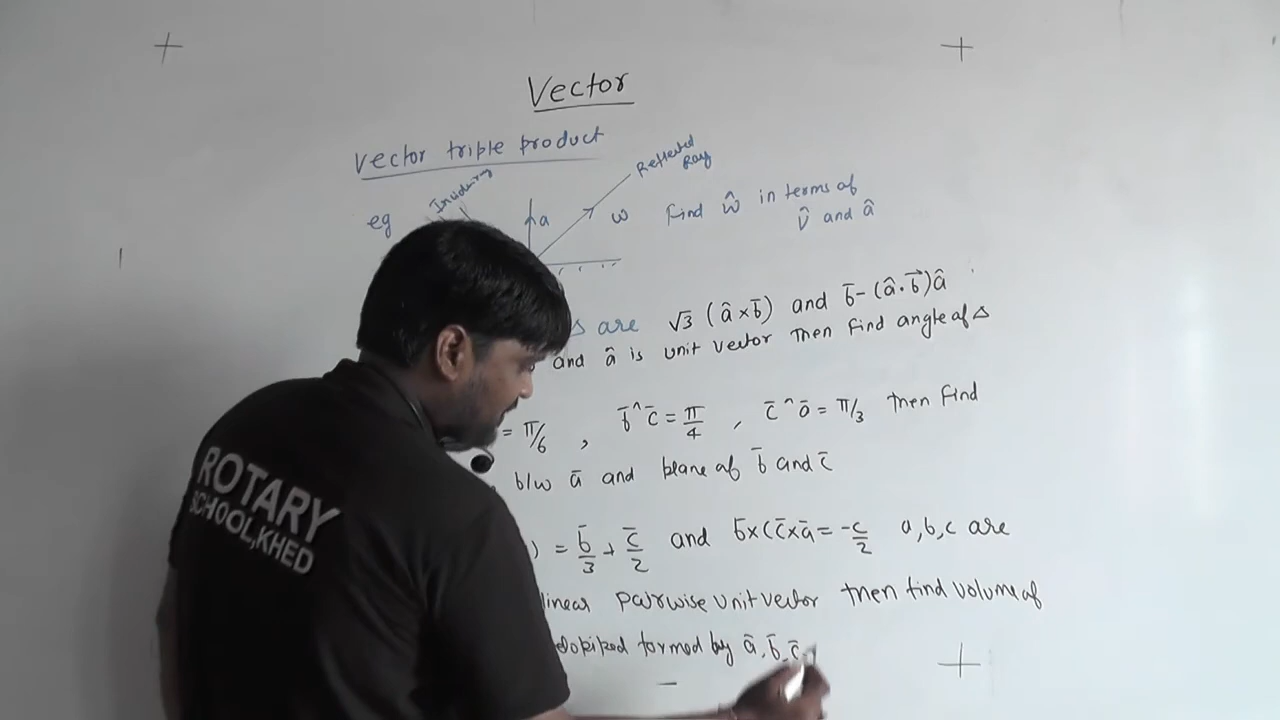 Vector
Vector triple product
eg
Inciden ray
a
w
Reflected
Ray
Find ŵ in terms of
v̂ and â
Δ are √3 (â×b̄) and b̄-(â.b⃗)â
and â is unit vector then find angle of Δ
= π/6 , b̄^c̄ = π/4 , c̄^ā = π/3 then find
b/w ā and plane of b̄ and c̄
) = b̄/3 + c̄/2 and b̄×(c̄×ā = -c/2 a,b,c are
linear pairwise unit vector then find volume of
formed by ā, b̄, c̄
ROTARY
SCHOOL,KHED